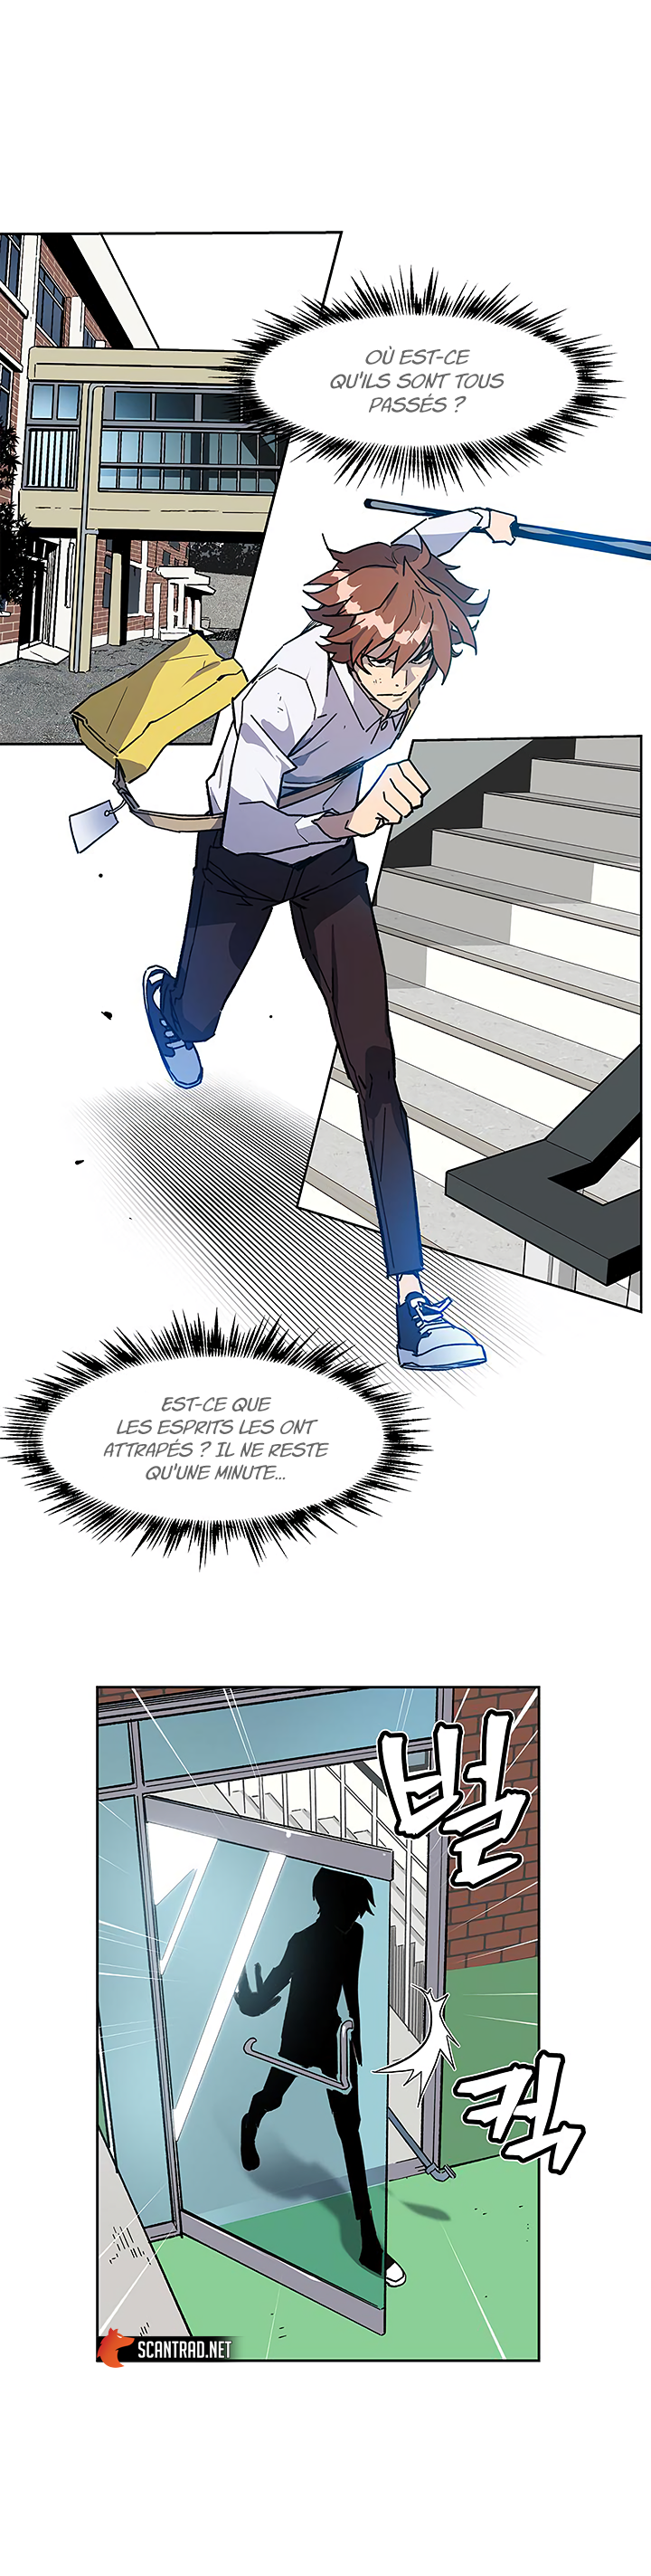 OÙ EST-CE
QU'ILS SONT TOUS
PASSÉS ?
EST-CE QUE
LES ESPRITS LES ONT
ATTRAPÉS ? IL NE RESTE
QU'UNE MINUTE...
벌
컥
SCANTRAD.NET